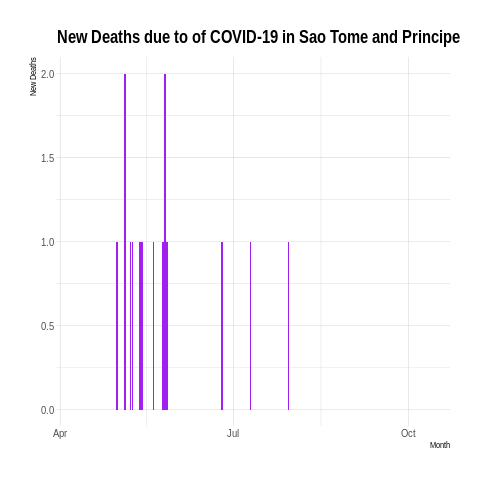 New Deaths due to of COVID-19 in Sao Tome and Principe
New Deaths
2.0
1.5
1.0
0.5
0.0
Apr Jul Oct
Month